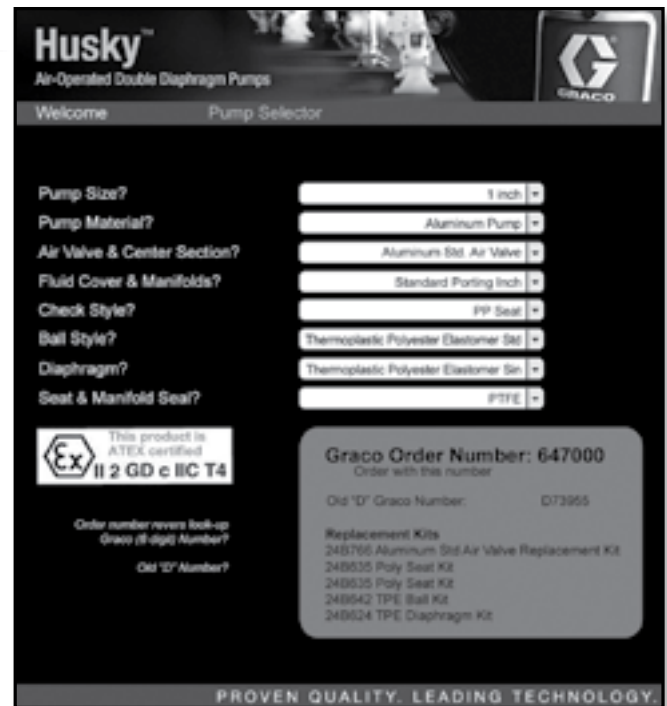 Husky™
Air-Operated Double Diaphragm Pumps
GRACO
Welcome Pump Selector
Pump Size? 1 inch
Pump Material? Aluminum Pump
Air Valve & Center Section? Aluminum Std. Air Valve
Fluid Cover & Manifolds? Standard Porting Inch
Check Style? PP Seat
Ball Style? Thermoplastic Polyester Elastomer Std
Diaphragm? Thermoplastic Polyester Elastomer Sin
Seat & Manifold Seal? PTFE
This product is
ATEX certified
Ex II 2 GD c IIC T4
Order number revers look-up
Graco (6 digit) Number?
Old "D" Number?
Graco Order Number: 647000
Order with this number
Old "D" Graco Number: D73955
Replacement Kits
24B766 Aluminum Std Air Valve Replacement Kit
24B635 Poly Seat Kit
24B635 Poly Seat Kit
24B642 TPE Ball Kit
24B624 TPE Diaphragm Kit
PROVEN QUALITY. LEADING TECHNOLOGY.